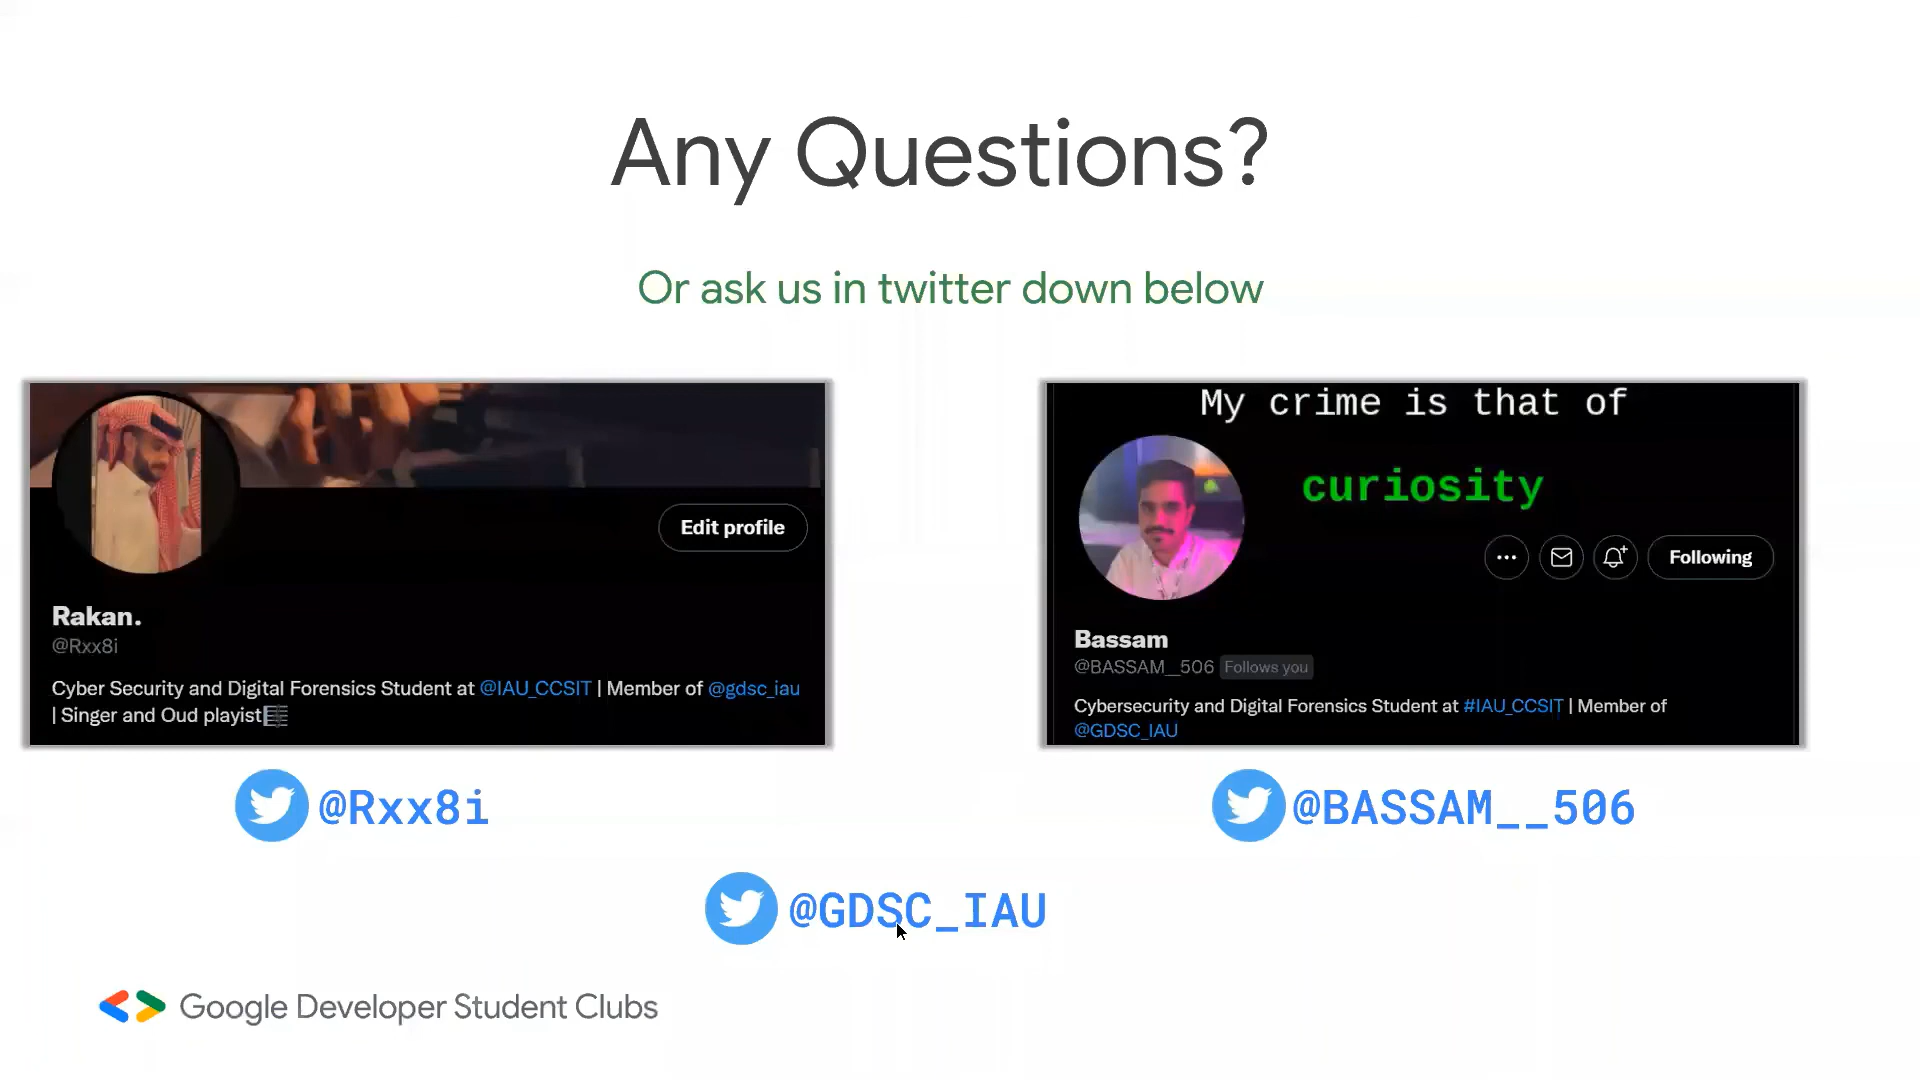 Any Questions?
Or ask us in twitter down below
Edit profile
Rakan.
@Rxx8i
Cyber Security and Digital Forensics Student at @IAU_CCSIT | Member of @gdsc_iau
| Singer and Oud playist
My crime is that of
curiosity
Following
Bassam
@BASSAM__506 Follows you
Cybersecurity and Digital Forensics Student at #IAU_CCSIT | Member of
@GDSC_IAU
@Rxx8i
@BASSAM__506
@GDSC_IAU
Google Developer Student Clubs